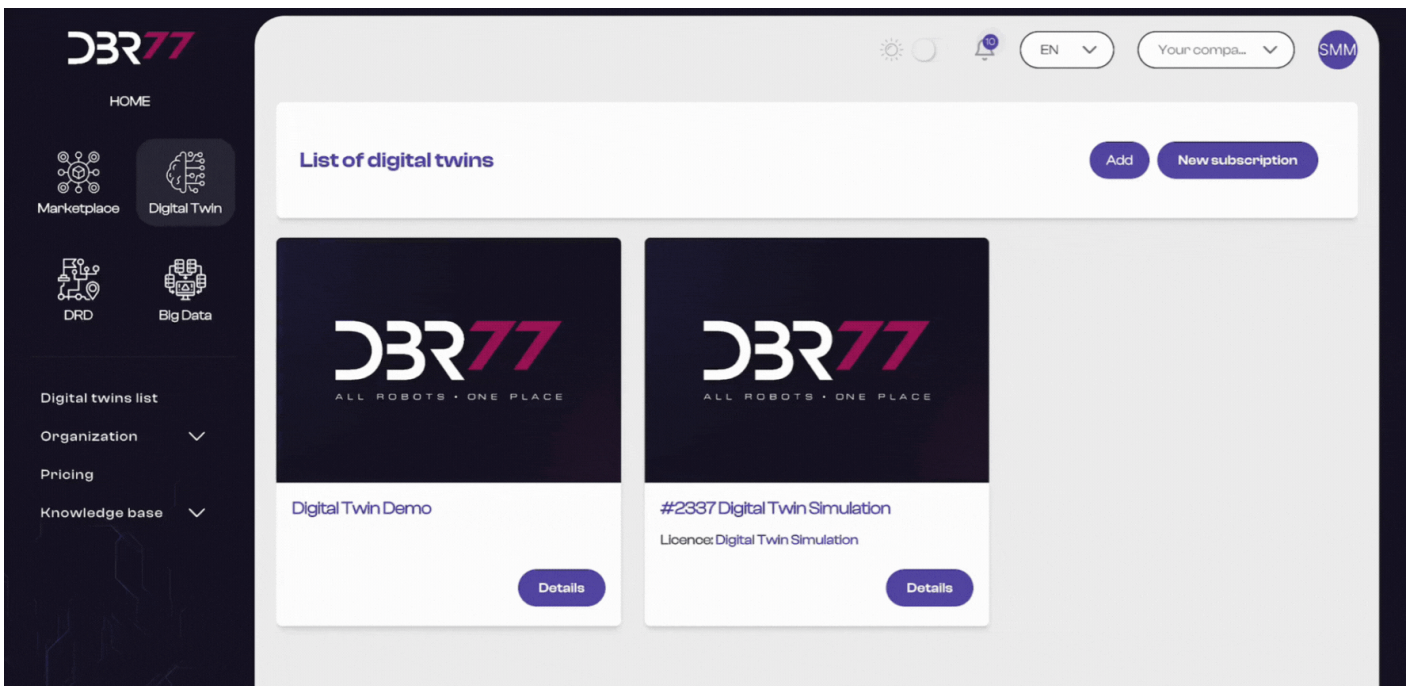 DBR77
HOME
Marketplace
Digital Twin
DRD
Big Data
Digital twins list
Organization
Pricing
Knowledge base
10
EN
Your compa...
SMM
List of digital twins
Add
New subscription
DBR77
ALL ROBOTS • ONE PLACE
Digital Twin Demo
Details
DBR77
ALL ROBOTS • ONE PLACE
#2337 Digital Twin Simulation
Licence: Digital Twin Simulation
Details